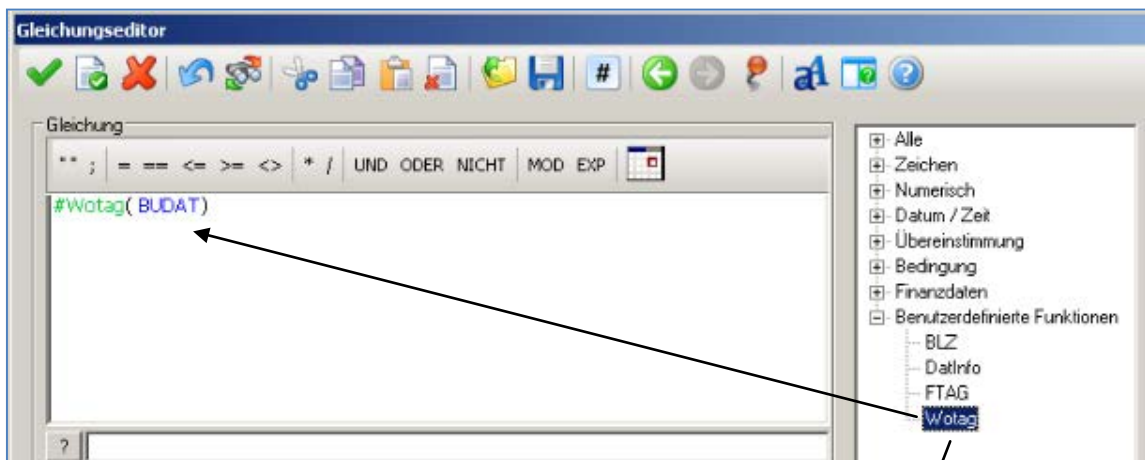 Gleichungseditor
# a1
Gleichung
"" ; = == <= >= <> * / UND ODER NICHT MOD EXP
#Wotag( BUDAT)
?
Alle
Zeichen
Numerisch
Datum / Zeit
Übereinstimmung
Bedingung
Finanzdaten
Benutzerdefinierte Funktionen
BLZ
DatInfo
FTAG
Wotag